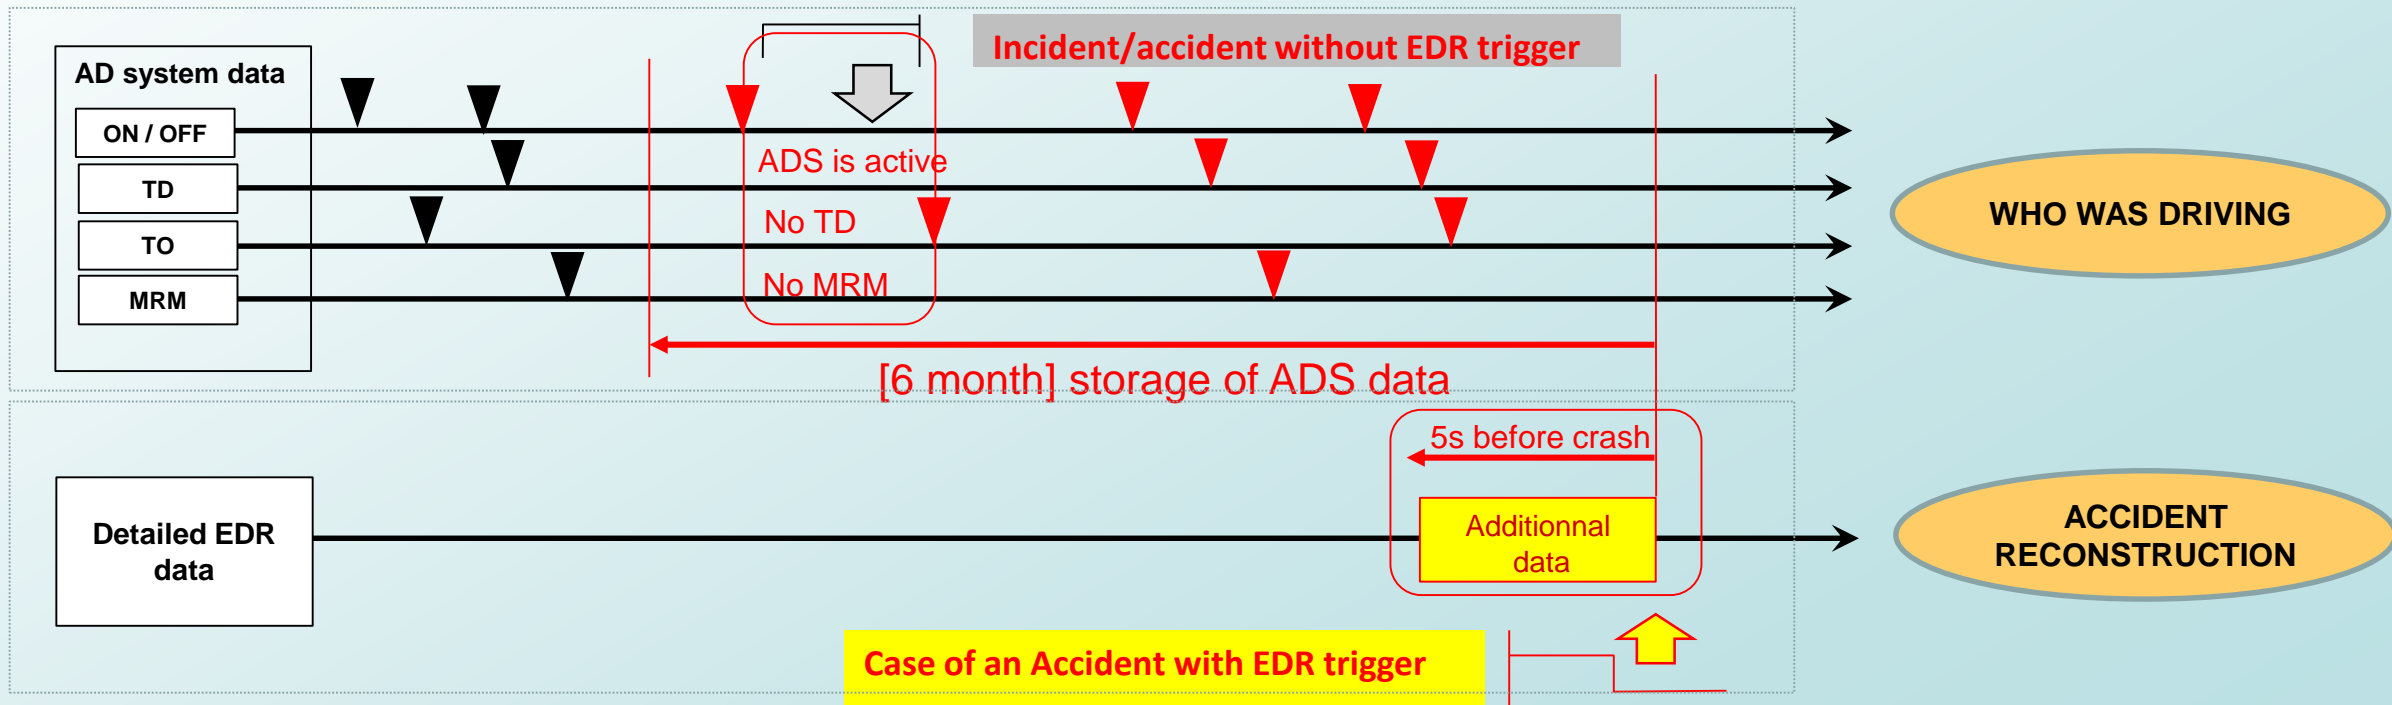 Incident/accident without EDR trigger
AD system data
ON / OFF
TD
TO
MRM
ADS is active
No TD
No MRM
WHO WAS DRIVING
[6 month] storage of ADS data
5s before crash
Detailed EDR
data
Additionnal
data
ACCIDENT
RECONSTRUCTION
Case of an Accident with EDR trigger